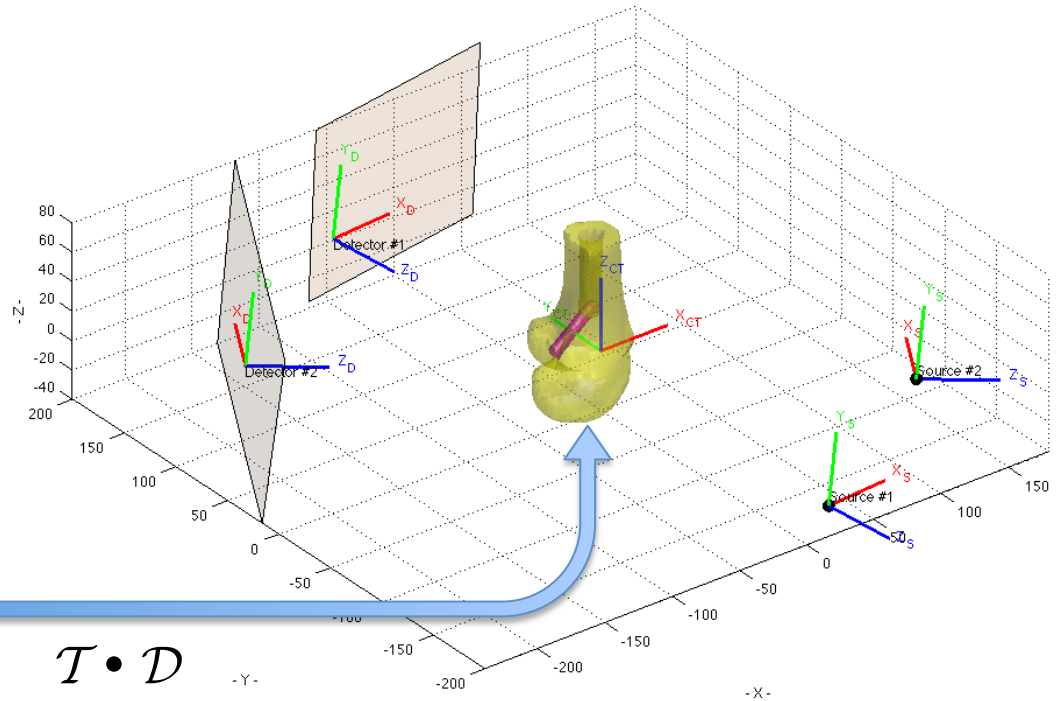 Y_D
X_D
Detector #1
Z_D
80
60
40
20
0
-20
-40
-Z-
200
150
100
50
0
-50
-100
-150
-200
-Y-
Y_D
X_D
Detector #2
Z_D
Z_CT
Y_CT
X_CT
Y_S
X_S
Source #2
Z_S
Y_S
X_S
Source #1
Z_S
150
100
50
0
-50
-100
-150
-200
-X-
𝒯 • 𝒟